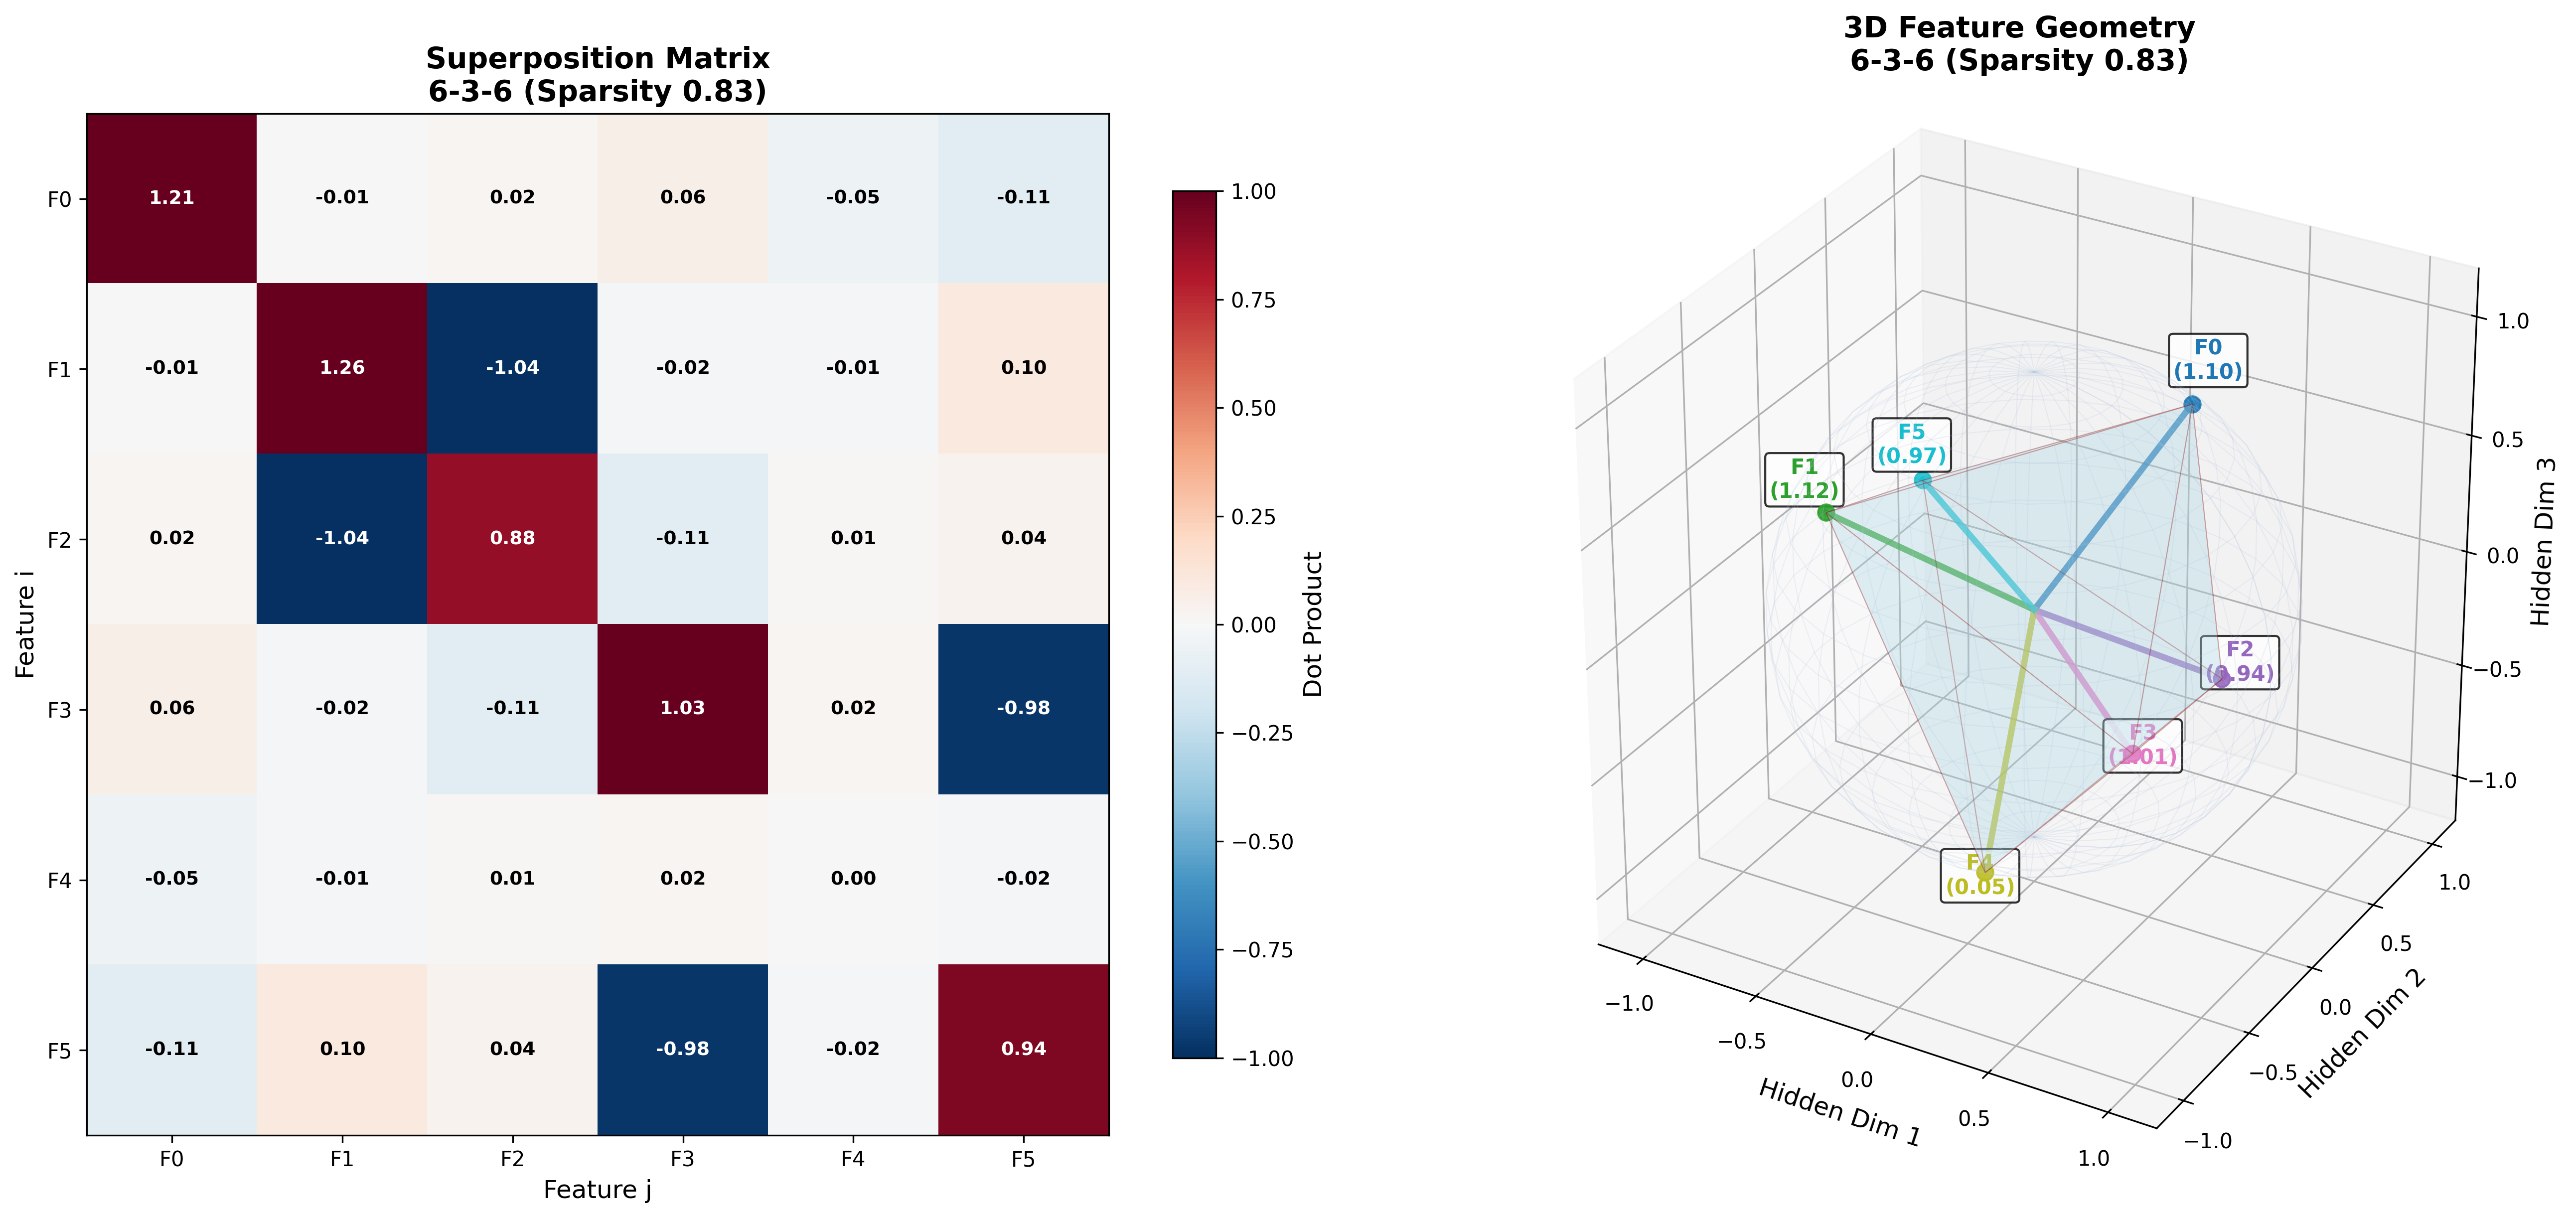 Superposition Matrix
6-3-6 (Sparsity 0.83)
F0 1.21 -0.01 0.02 0.06 -0.05 -0.11
F1 -0.01 1.26 -1.04 -0.02 -0.01 0.10
F2 0.02 -1.04 0.88 -0.11 0.01 0.04
F3 0.06 -0.02 -0.11 1.03 0.02 -0.98
F4 -0.05 -0.01 0.01 0.02 0.00 -0.02
F5 -0.11 0.10 0.04 -0.98 -0.02 0.94
F0 F1 F2 F3 F4 F5
Feature j
Feature i
1.00
0.75
0.50
0.25
0.00
−0.25
−0.50
−0.75
−1.00
Dot Product
3D Feature Geometry
6-3-6 (Sparsity 0.83)
F0
(1.10)
F5
(0.97)
F1
(1.12)
F2
(0.94)
F3
(1.01)
F4
(0.05)
1.0
0.5
0.0
−0.5
−1.0
Hidden Dim 3
1.0
0.5
0.0
−0.5
−1.0
Hidden Dim 2
−1.0
−0.5
0.0
0.5
1.0
Hidden Dim 1